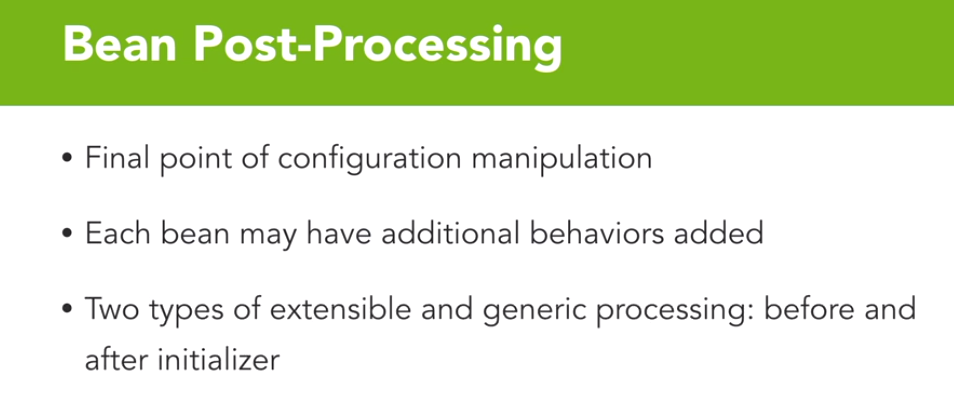 Bean Post-Processing
• Final point of configuration manipulation
• Each bean may have additional behaviors added
• Two types of extensible and generic processing: before and
after initializer